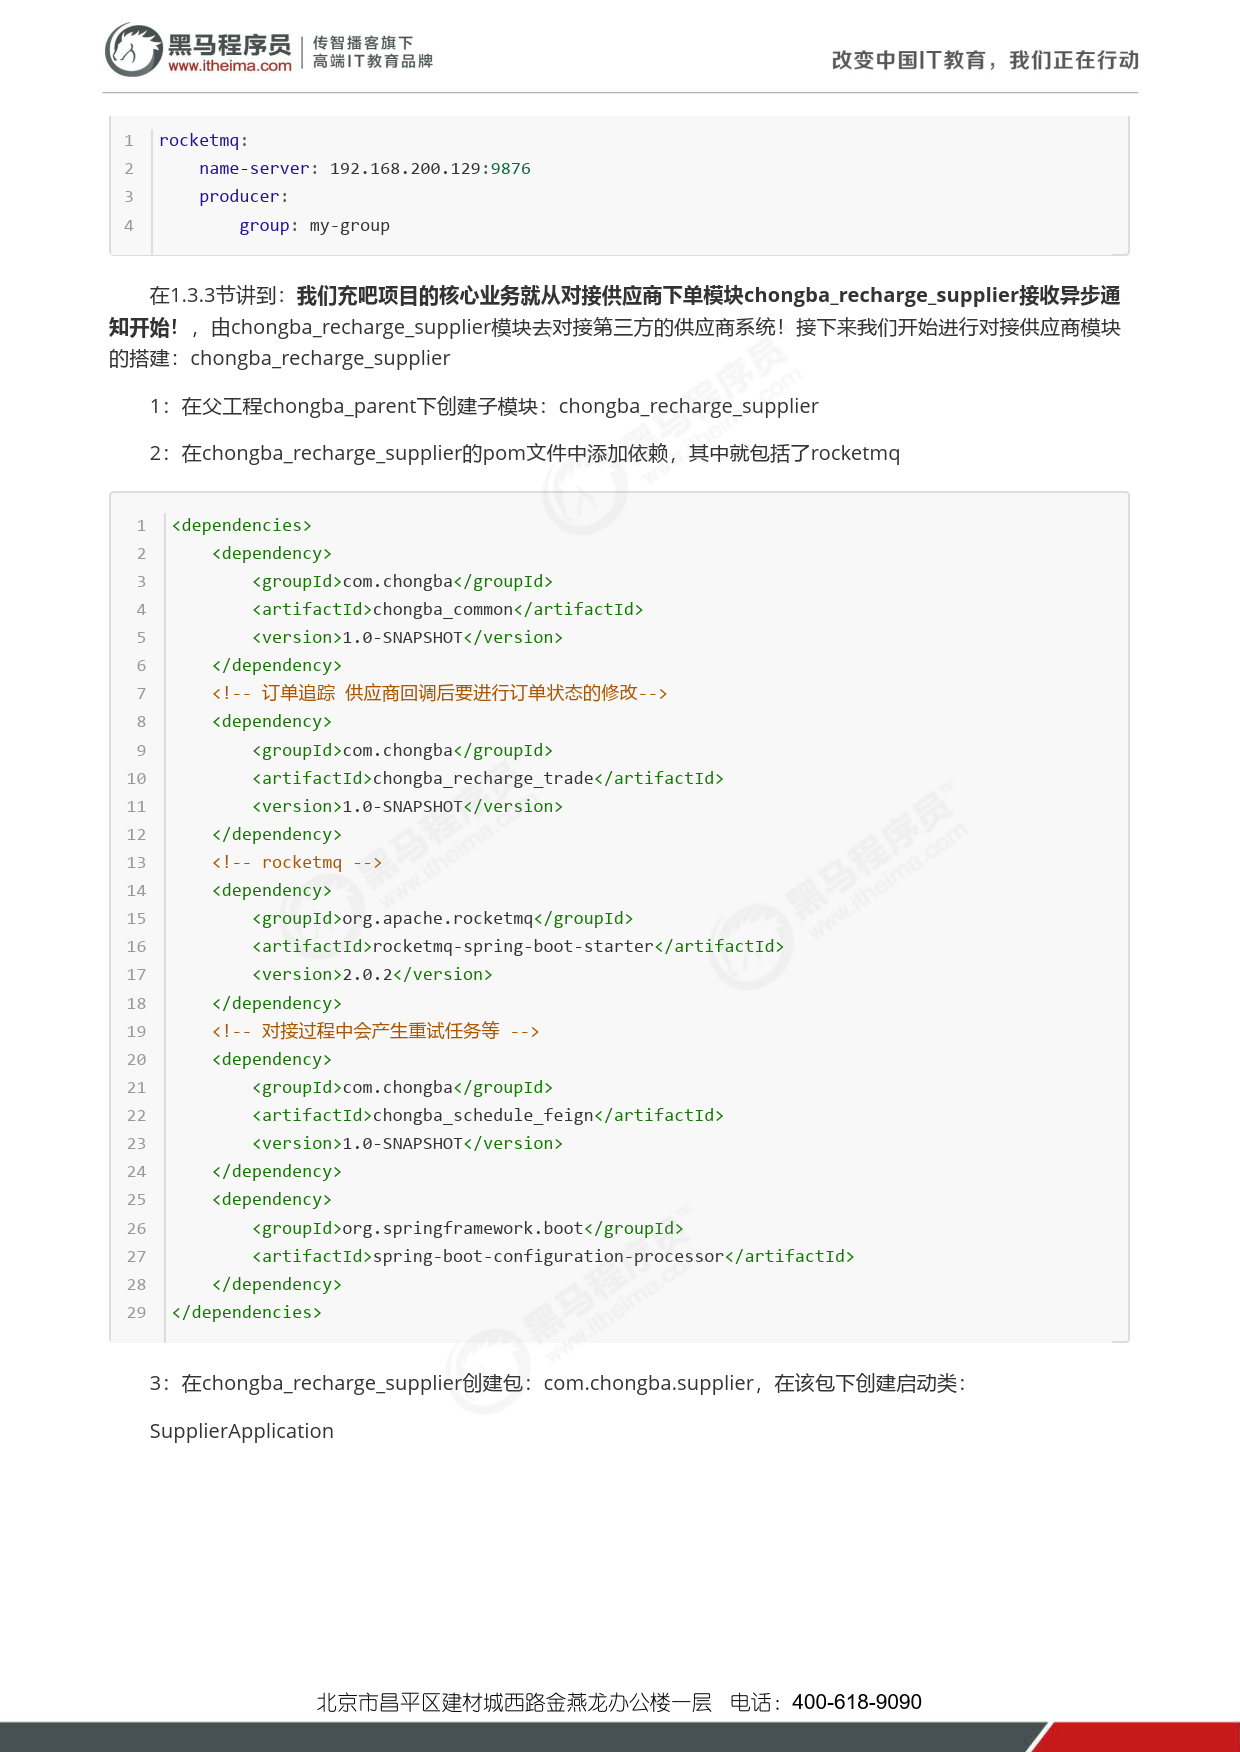 黑马程序员
www.itheima.com
传智播客旗下
高端IT教育品牌
改变中国IT教育，我们正在行动
1 rocketmq:
2     name-server: 192.168.200.129:9876
3     producer:
4         group: my-group
在1.3.3节讲到：我们充吧项目的核心业务就从对接供应商下单模块chongba_recharge_supplier接收异步通
知开始！，由chongba_recharge_supplier模块去对接第三方的供应商系统！接下来我们开始进行对接供应商模块
的搭建：chongba_recharge_supplier
1：在父工程chongba_parent下创建子模块：chongba_recharge_supplier
2：在chongba_recharge_supplier的pom文件中添加依赖，其中就包括了rocketmq
1 <dependencies>
2     <dependency>
3         <groupId>com.chongba</groupId>
4         <artifactId>chongba_common</artifactId>
5         <version>1.0-SNAPSHOT</version>
6     </dependency>
7     <!-- 订单追踪 供应商回调后要进行订单状态的修改-->
8     <dependency>
9         <groupId>com.chongba</groupId>
10         <artifactId>chongba_recharge_trade</artifactId>
11         <version>1.0-SNAPSHOT</version>
12     </dependency>
13     <!-- rocketmq -->
14     <dependency>
15         <groupId>org.apache.rocketmq</groupId>
16         <artifactId>rocketmq-spring-boot-starter</artifactId>
17         <version>2.0.2</version>
18     </dependency>
19     <!-- 对接过程中会产生重试任务等 -->
20     <dependency>
21         <groupId>com.chongba</groupId>
22         <artifactId>chongba_schedule_feign</artifactId>
23         <version>1.0-SNAPSHOT</version>
24     </dependency>
25     <dependency>
26         <groupId>org.springframework.boot</groupId>
27         <artifactId>spring-boot-configuration-processor</artifactId>
28     </dependency>
29 </dependencies>
3：在chongba_recharge_supplier创建包：com.chongba.supplier，在该包下创建启动类：
SupplierApplication
北京市昌平区建材城西路金燕龙办公楼一层 电话：400-618-9090